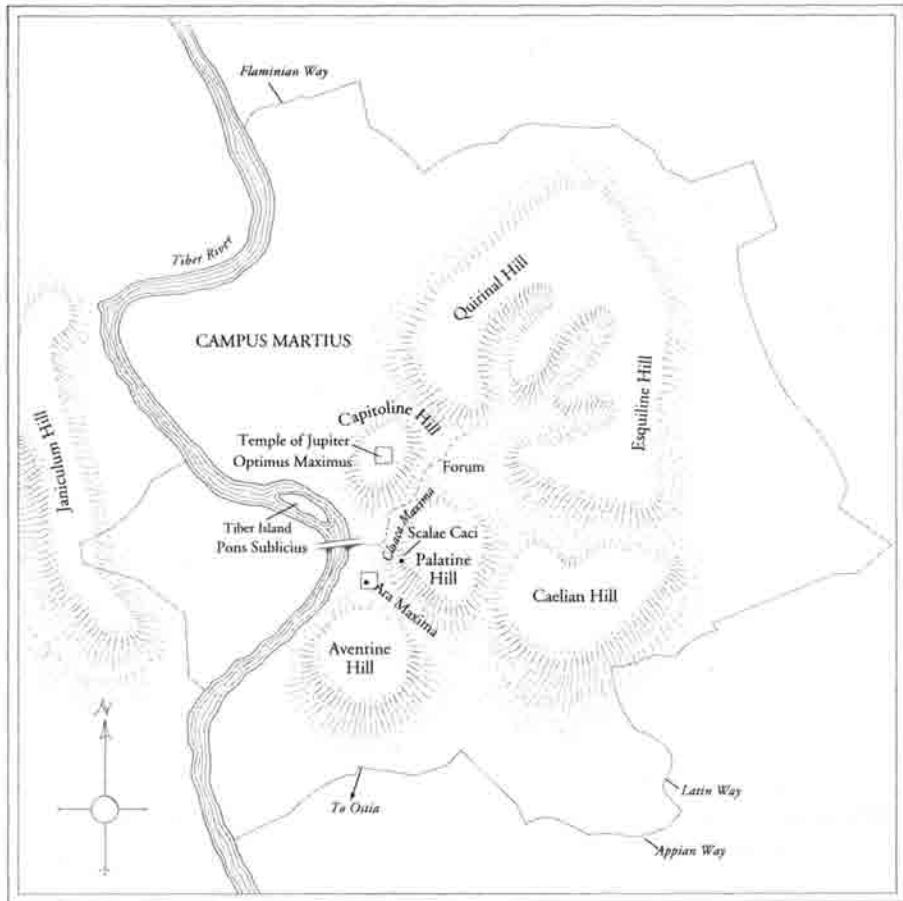 Flaminian Way
Tiber River
Quirinal Hill
CAMPUS MARTIUS
Esquiline Hill
Janiculum Hill
Capitoline Hill
Temple of Jupiter
Optimus Maximus
Forum
Cloaca Maxima
Tiber Island
Pons Sublicius
Scalae Caci
Palatine
Hill
Ara Maxima
Caelian Hill
Aventine
Hill
N
To Ostia
Latin Way
Appian Way